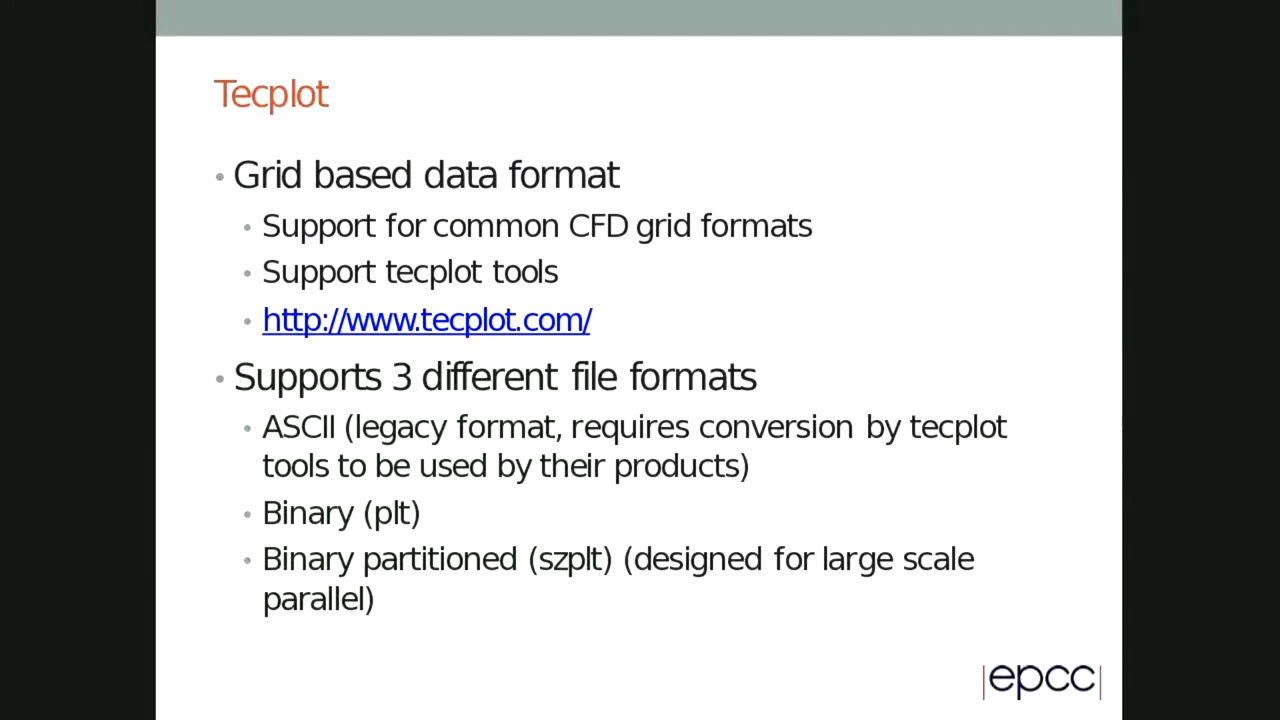 Tecplot
• Grid based data format
• Support for common CFD grid formats
• Support tecplot tools
• http://www.tecplot.com/
• Supports 3 different file formats
• ASCII (legacy format, requires conversion by tecplot
tools to be used by their products)
• Binary (plt)
• Binary partitioned (szplt) (designed for large scale
parallel)
|epcc|